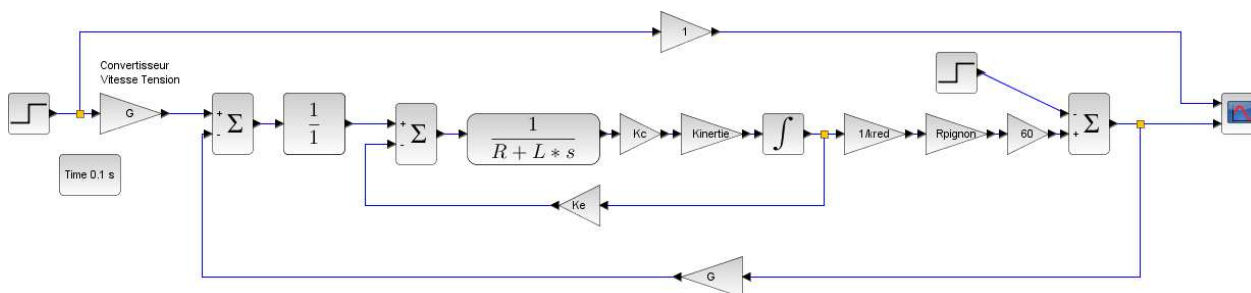 1
Convertisseur
Vitesse Tension
G
+
-
Σ
1
1
+
-
Σ
1
R + L * s
Kc
Kinertie
∫
1/kred
Rpignon
60
-
+
Σ
Time 0.1 s
Ke
G